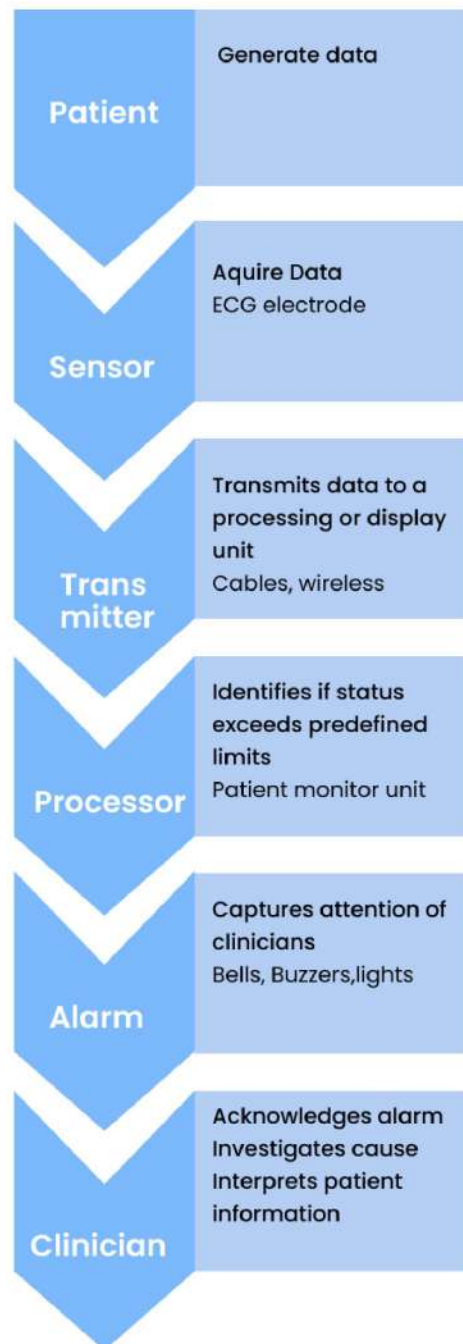 Generate data
Patient
Aquire Data
ECG electrode
Sensor
Transmits data to a
processing or display
unit
Cables, wireless
Trans
mitter
Identifies if status
exceeds predefined
limits
Patient monitor unit
Processor
Captures attention of
clinicians
Bells, Buzzers,lights
Alarm
Acknowledges alarm
Investigates cause
Interprets patient
information
Clinician